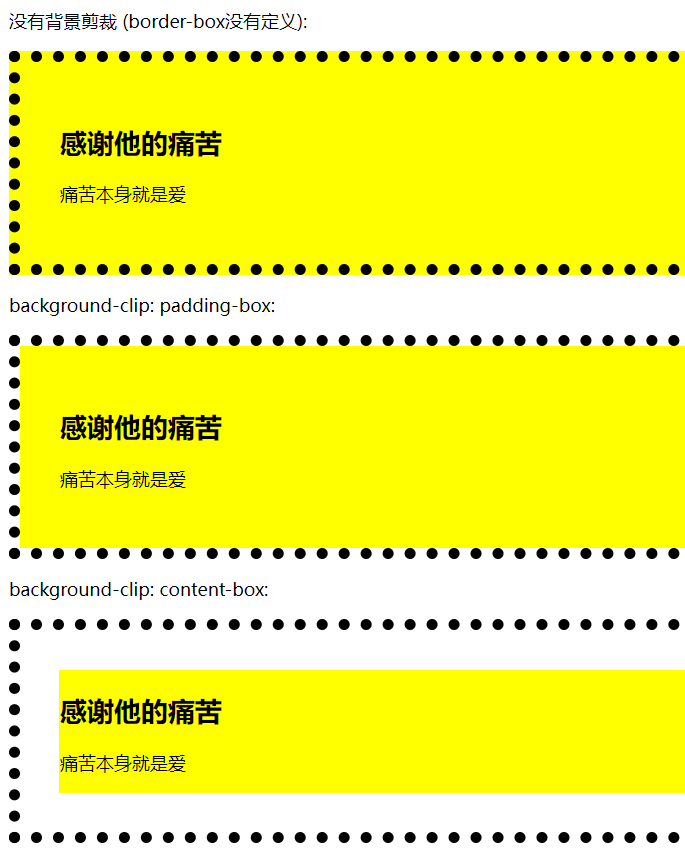 没有背景剪裁 (border-box没有定义):
感谢他的痛苦
痛苦本身就是爱
background-clip: padding-box:
感谢他的痛苦
痛苦本身就是爱
background-clip: content-box:
感谢他的痛苦
痛苦本身就是爱